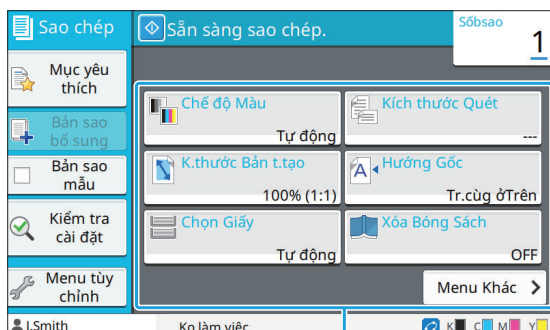 Sao chép
Sẵn sàng sao chép.
Sốbsao
1
Mục yêu
thích
Bản sao
bổ sung
Bản sao
mẫu
Kiểm tra
cài đặt
Menu tùy
chỉnh
Chế độ Màu
Tự động
Kích thước Quét
---
K.thước Bản t.tạo
100% (1:1)
A
Hướng Gốc
Tr.cùg ởTrên
Chọn Giấy
Tự động
Xóa Bóng Sách
OFF
Menu Khác
J.Smith
Ko làm việc
K C M Y